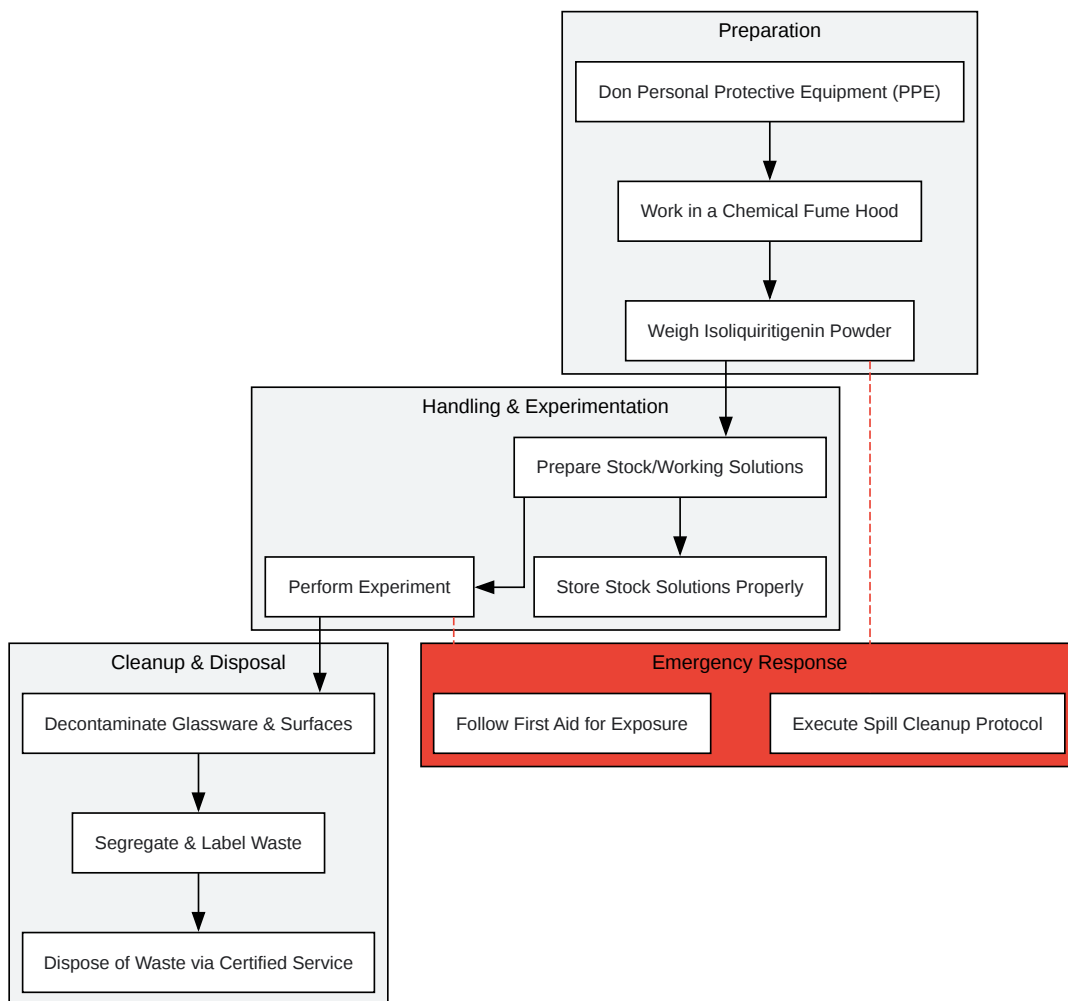 Preparation
Don Personal Protective Equipment (PPE)
Work in a Chemical Fume Hood
Weigh Isoliquiritigenin Powder
Handling & Experimentation
Prepare Stock/Working Solutions
Perform Experiment
Store Stock Solutions Properly
Cleanup & Disposal
Decontaminate Glassware & Surfaces
Segregate & Label Waste
Dispose of Waste via Certified Service
Emergency Response
Follow First Aid for Exposure
Execute Spill Cleanup Protocol